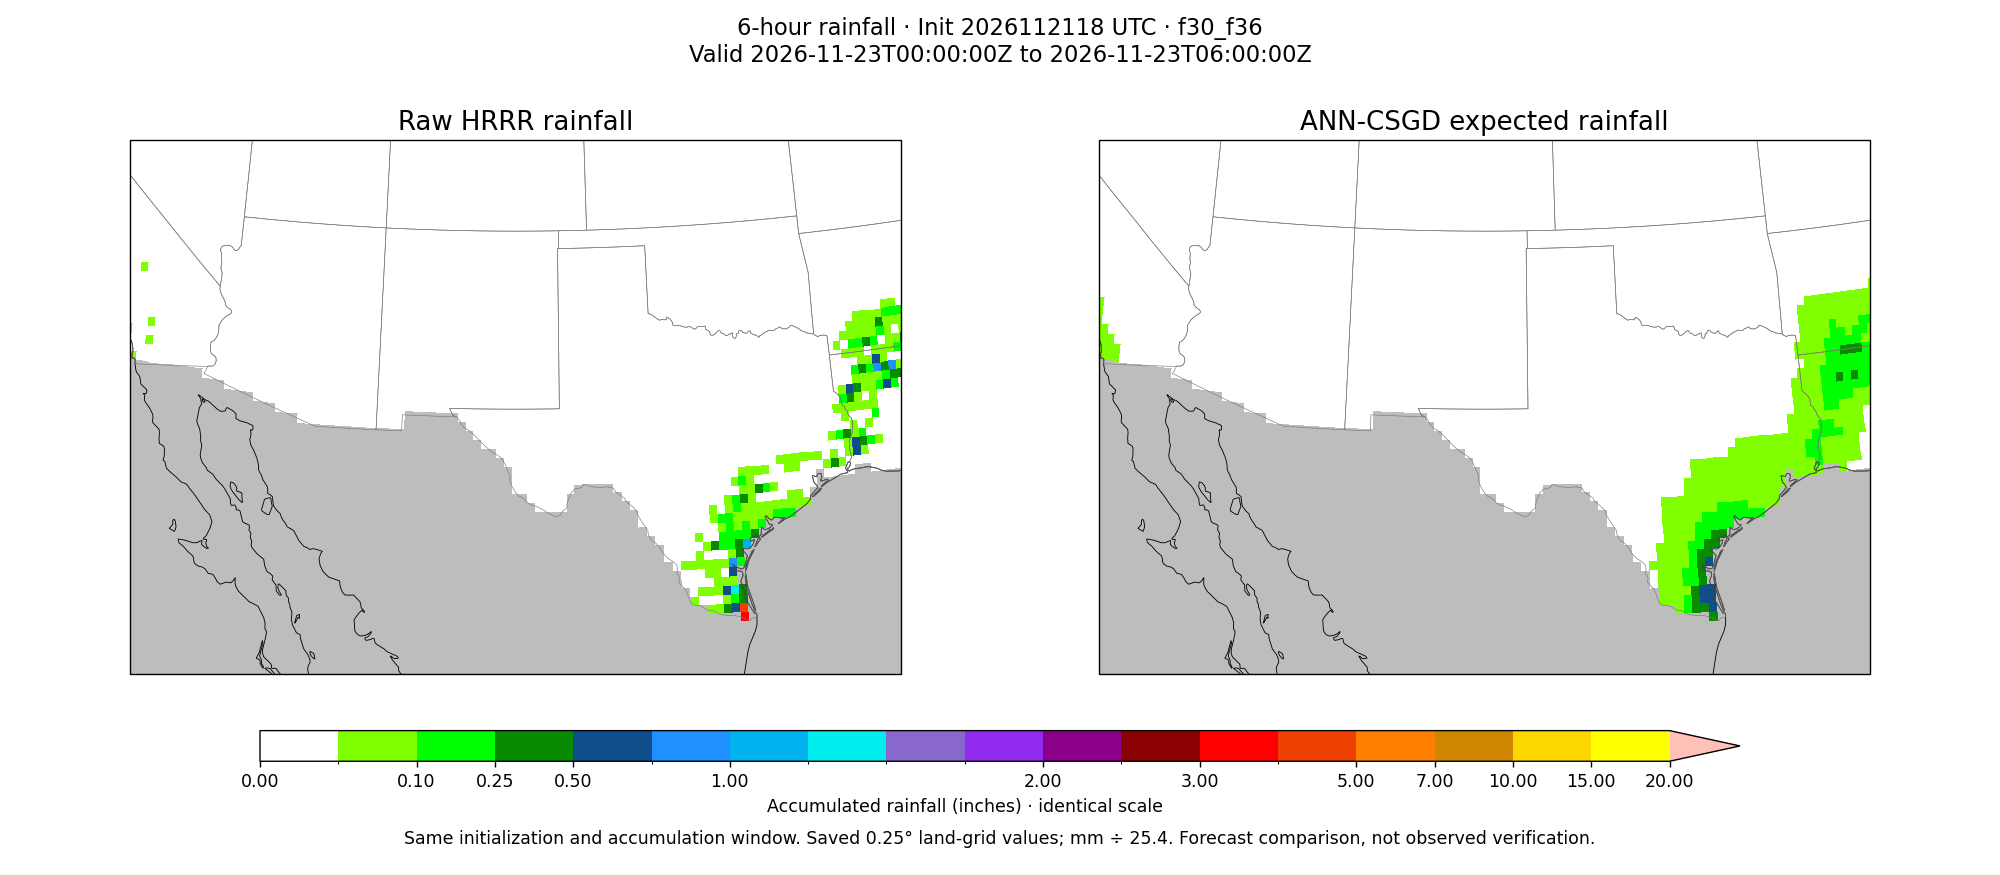 6-hour rainfall · Init 2026112118 UTC · f30_f36
Valid 2026-11-23T00:00:00Z to 2026-11-23T06:00:00Z
Raw HRRR rainfall
ANN-CSGD expected rainfall
0.00 0.10 0.25 0.50 1.00 2.00 3.00 5.00 7.00 10.00 15.00 20.00
Accumulated rainfall (inches) · identical scale
Same initialization and accumulation window. Saved 0.25° land-grid values; mm ÷ 25.4. Forecast comparison, not observed verification.